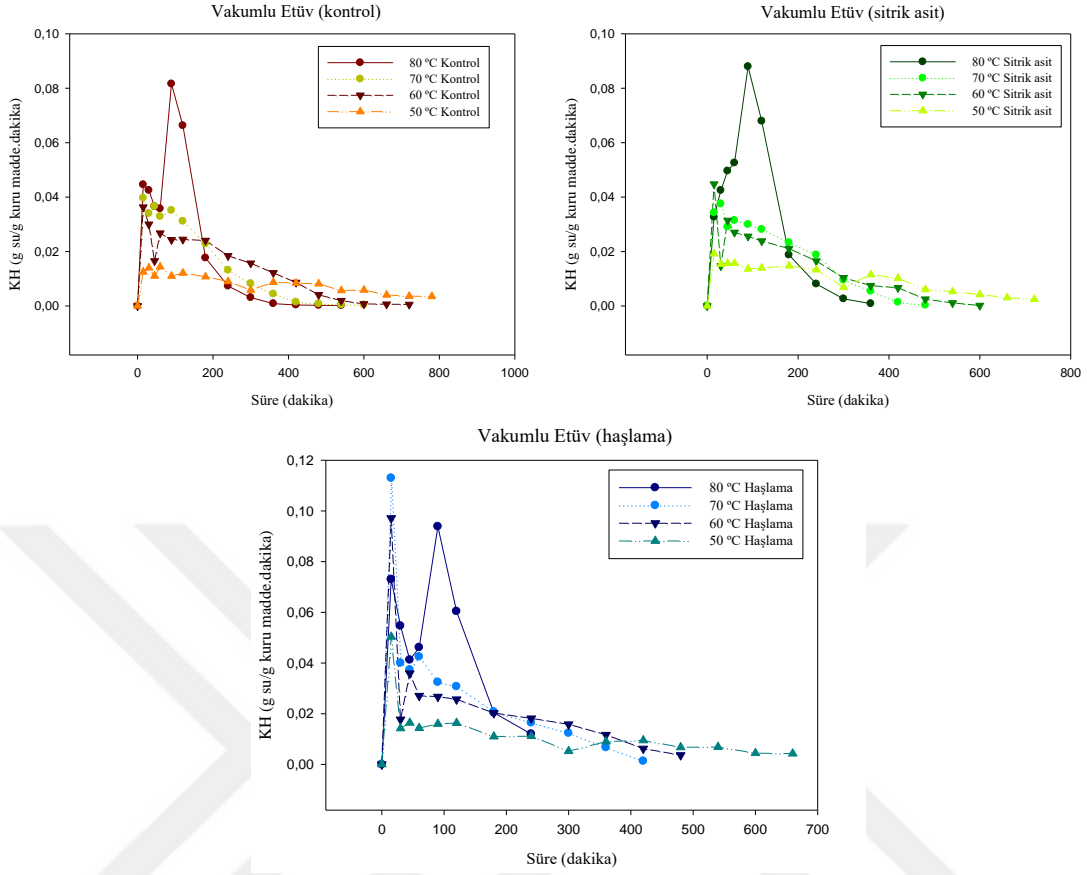 Vakumlu Etüv (kontrol)
KH (g su/g kuru madde.dakika)
0,10
0,08
0,06
0,04
0,02
0,00
80 ºC Kontrol
70 ºC Kontrol
60 ºC Kontrol
50 ºC Kontrol
0 200 400 600 800 1000
Süre (dakika)
Vakumlu Etüv (sitrik asit)
KH (g su/g kuru madde.dakika)
0,10
0,08
0,06
0,04
0,02
0,00
80 ºC Sitrik asit
70 ºC Sitrik asit
60 ºC Sitrik asit
50 ºC Sitrik asit
0 200 400 600 800
Süre (dakika)
Vakumlu Etüv (haşlama)
KH (g su/g kuru madde.dakika)
0,12
0,10
0,08
0,06
0,04
0,02
0,00
80 ºC Haşlama
70 ºC Haşlama
60 ºC Haşlama
50 ºC Haşlama
0 100 200 300 400 500 600 700
Süre (dakika)